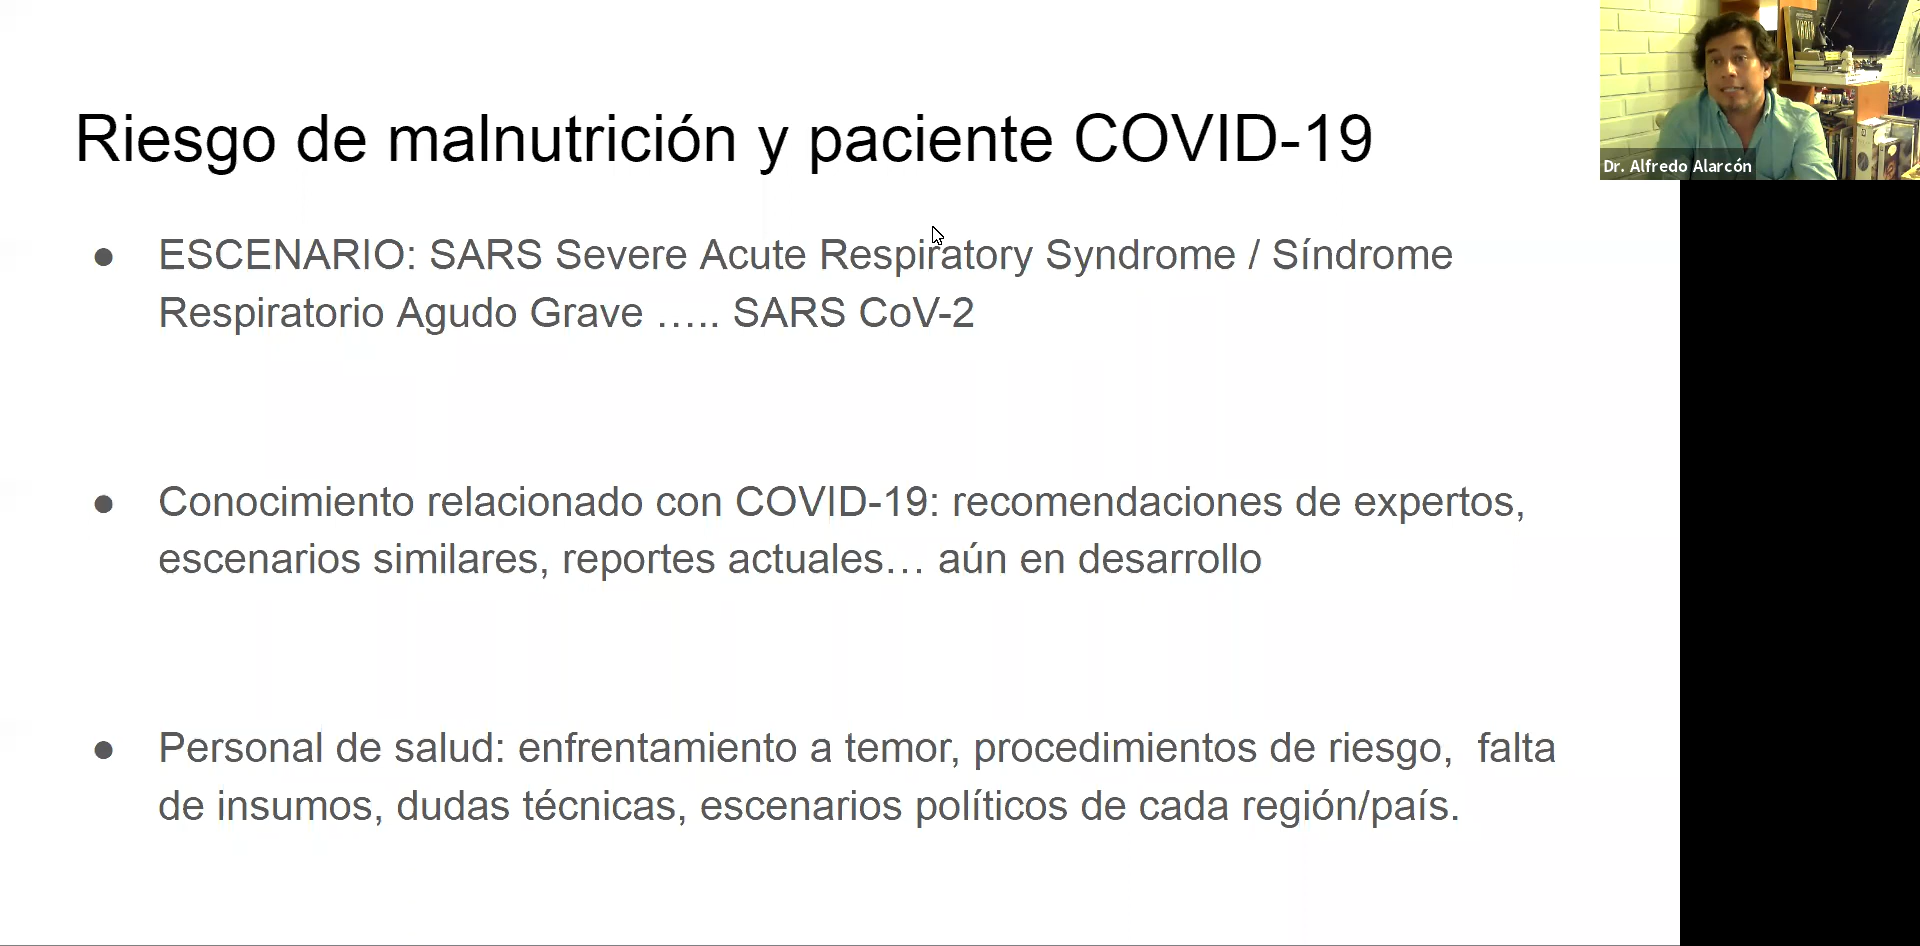 Riesgo de malnutrición y paciente COVID-19
Dr. Alfredo Alarcón
● ESCENARIO: SARS Severe Acute Respiratory Syndrome / Síndrome
Respiratorio Agudo Grave ….. SARS CoV-2
● Conocimiento relacionado con COVID-19: recomendaciones de expertos,
escenarios similares, reportes actuales… aún en desarrollo
● Personal de salud: enfrentamiento a temor, procedimientos de riesgo,  falta
de insumos, dudas técnicas, escenarios políticos de cada región/país.